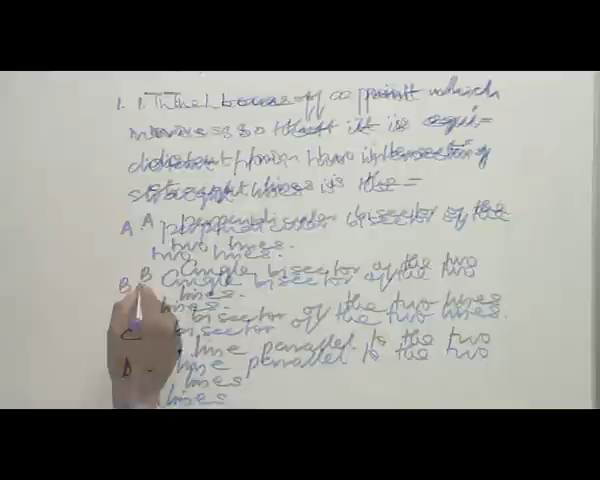 1. The locus of a point which
moves so that it is equi-
distant from two intersecting
straight lines is the =
A perpendicular bisector of the
two lines.
B Angle bisector of the two
lines.
C bisector of the two lines.
D line parallel to the two
lines